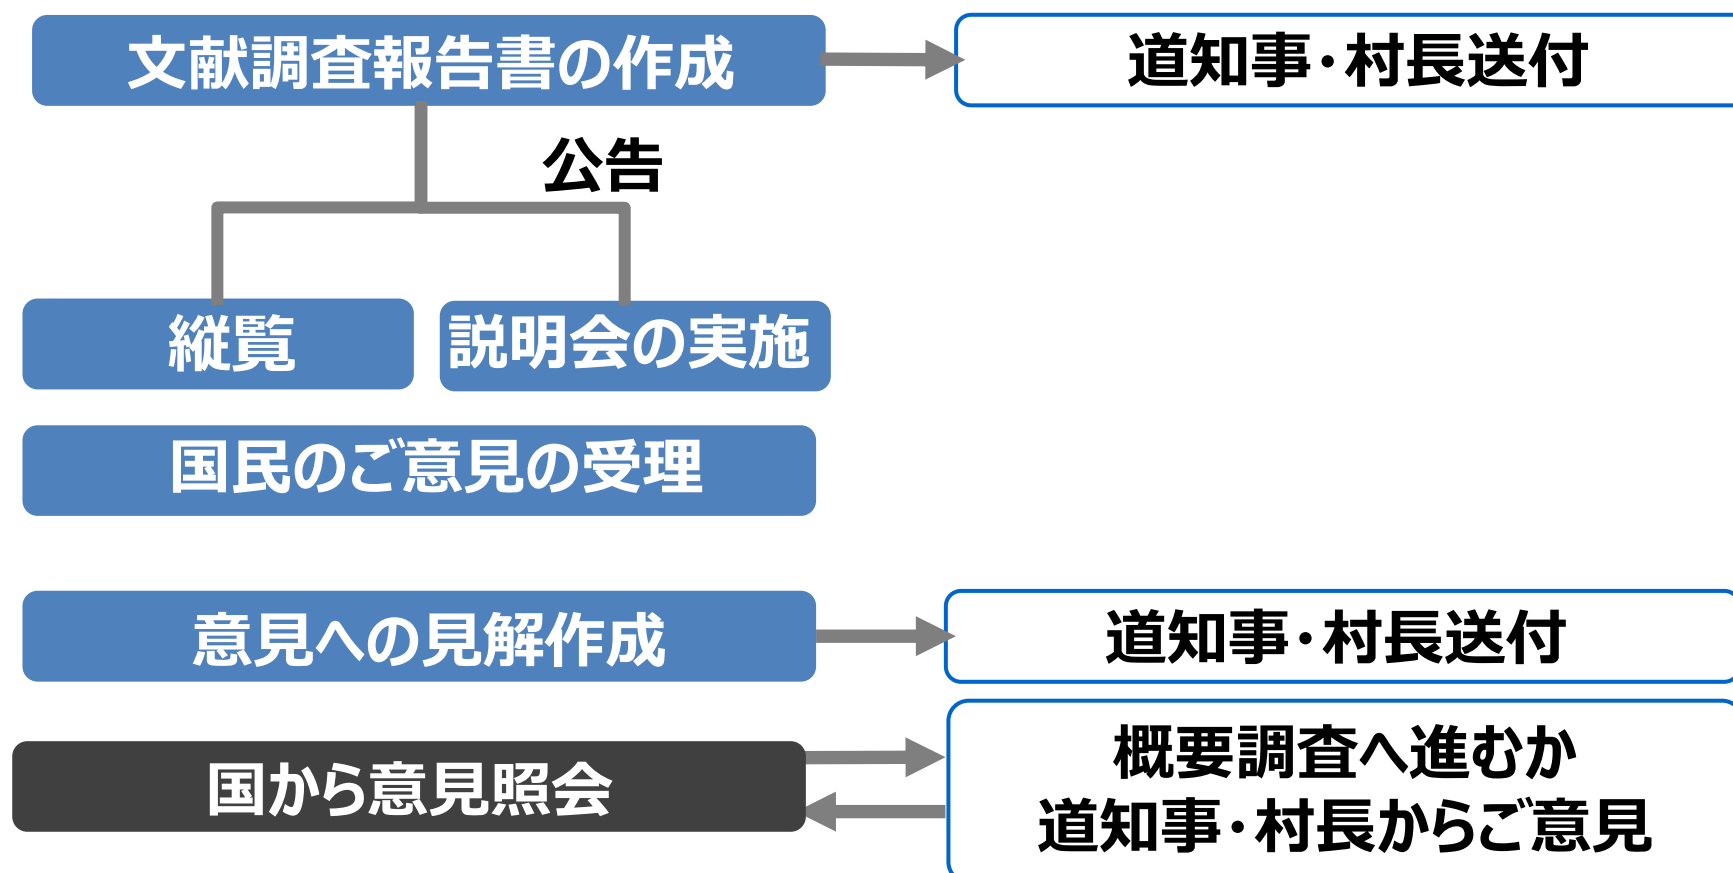 文献調査報告書の作成
道知事・村長送付
公告
縦覧
説明会の実施
国民のご意見の受理
意見への見解作成
道知事・村長送付
国から意見照会
概要調査へ進むか
道知事・村長からご意見